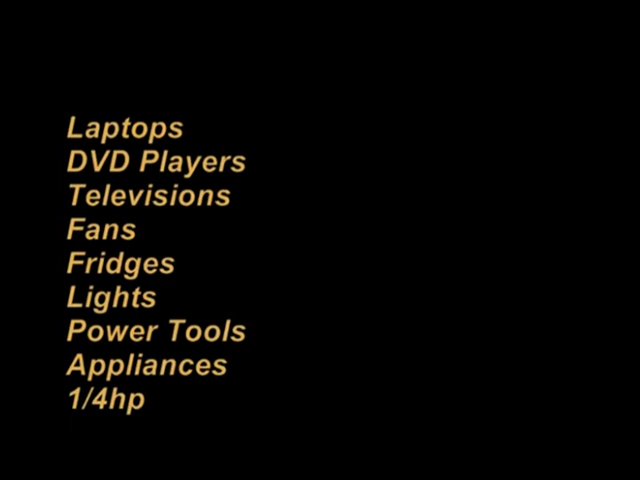 Laptops
DVD Players
Televisions
Fans
Fridges
Lights
Power Tools
Appliances
1/4hp